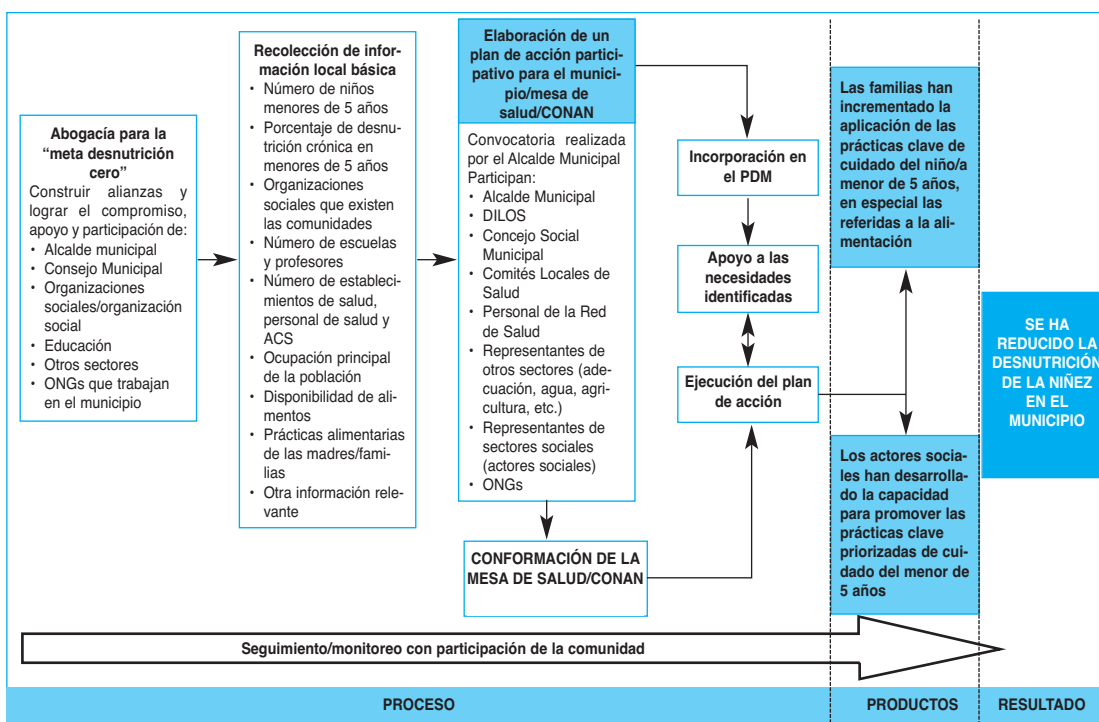 Abogacía para la
“meta desnutrición
cero”
Construir alianzas y
lograr el compromiso,
apoyo y participación de:
• Alcalde municipal
• Consejo Municipal
• Organizaciones
sociales/organización
social
• Educación
• Otros sectores
• ONGs que trabajan
en el municipio
Recolección de infor-
mación local básica
• Número de niños
menores de 5 años
• Porcentaje de desnu-
trición crónica en
menores de 5 años
• Organizaciones
sociales que existen
las comunidades
• Número de escuelas
y profesores
• Número de estableci-
mientos de salud,
personal de salud y
ACS
• Ocupación principal
de la población
• Disponibilidad de ali-
mentos
• Prácticas alimentarias
de las madres/fami-
lias
• Otra información rele-
vante
Elaboración de un
plan de acción partici-
pativo para el munici-
pio/mesa de
salud/CONAN
Convocatoria realizada
por el Alcalde Municipal
Participan:
• Alcalde Municipal
• DILOS
• Concejo Social
Municipal
• Comités Locales de
Salud
• Personal de la Red
de Salud
• Representantes de
otros sectores (ade-
cuación, agua, agri-
cultura, etc.)
• Representantes de
sectores sociales
(actores sociales)
• ONGs
CONFORMACIÓN DE LA
MESA DE SALUD/CONAN
Incorporación en
el PDM
Apoyo a las
necesidades
identificadas
Ejecución del plan
de acción
Las familias han
incrementado la
aplicación de las
prácticas clave de
cuidado del niño/a
menor de 5 años,
en especial las
referidas a la ali-
mentación
Los actores socia-
les han desarrolla-
do la capacidad
para promover las
prácticas clave
priorizadas de cui-
dado del menor de
5 años
SE HA
REDUCIDO LA
DESNUTRICIÓN
DE LA NIÑEZ
EN EL
MUNICIPIO
Seguimiento/monitoreo con participación de la comunidad
PROCESO
PRODUCTOS
RESULTADO